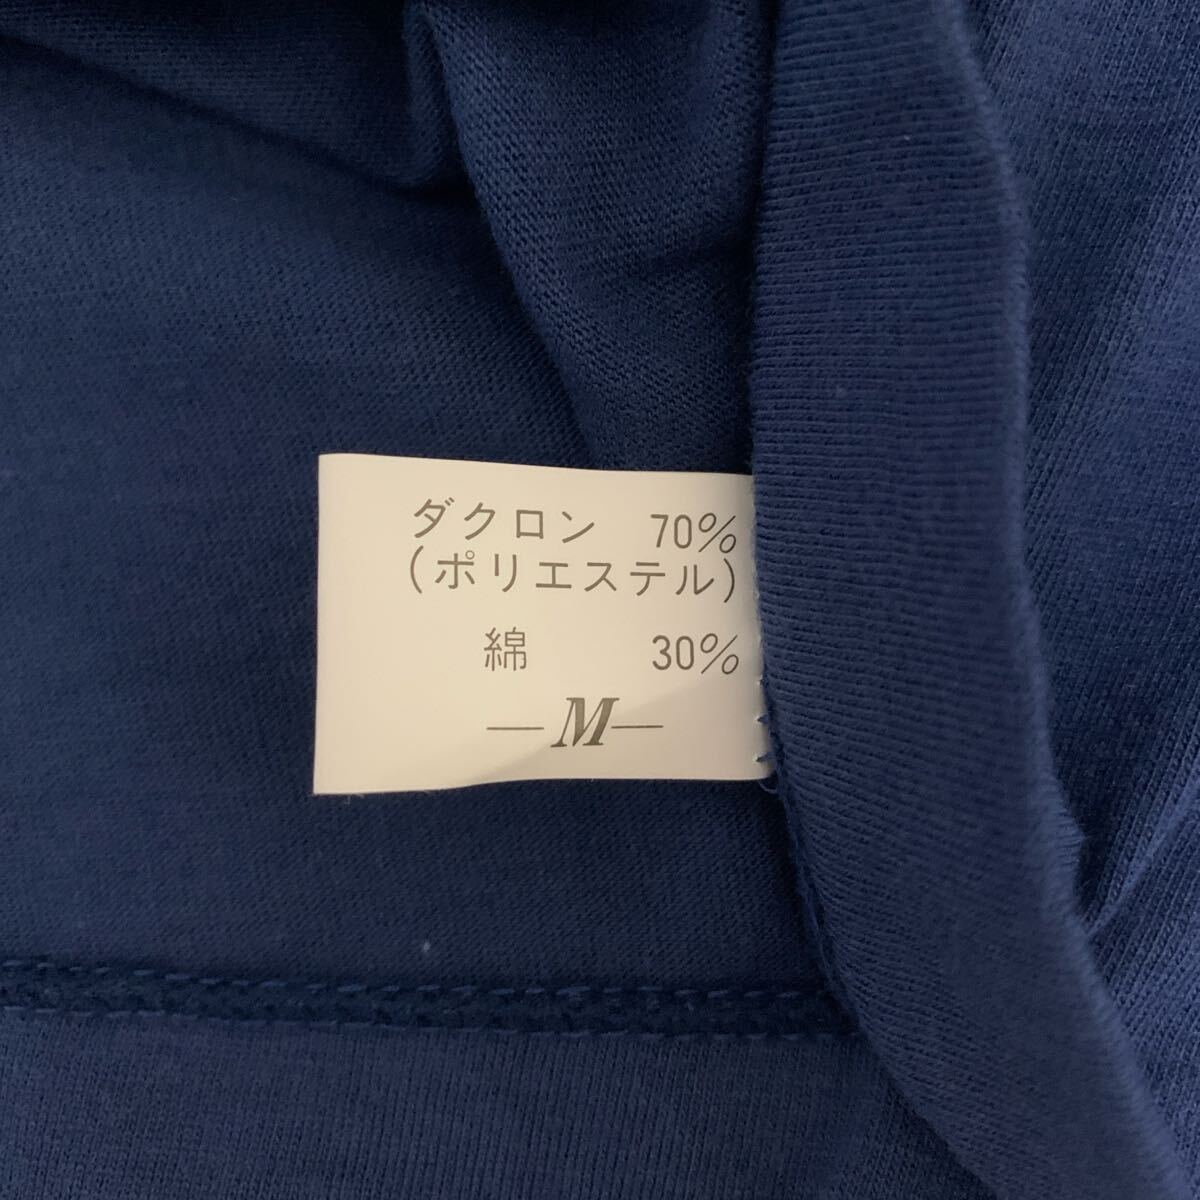 ダクロン 70%
(ポリエステル)
綿 30%
—M—